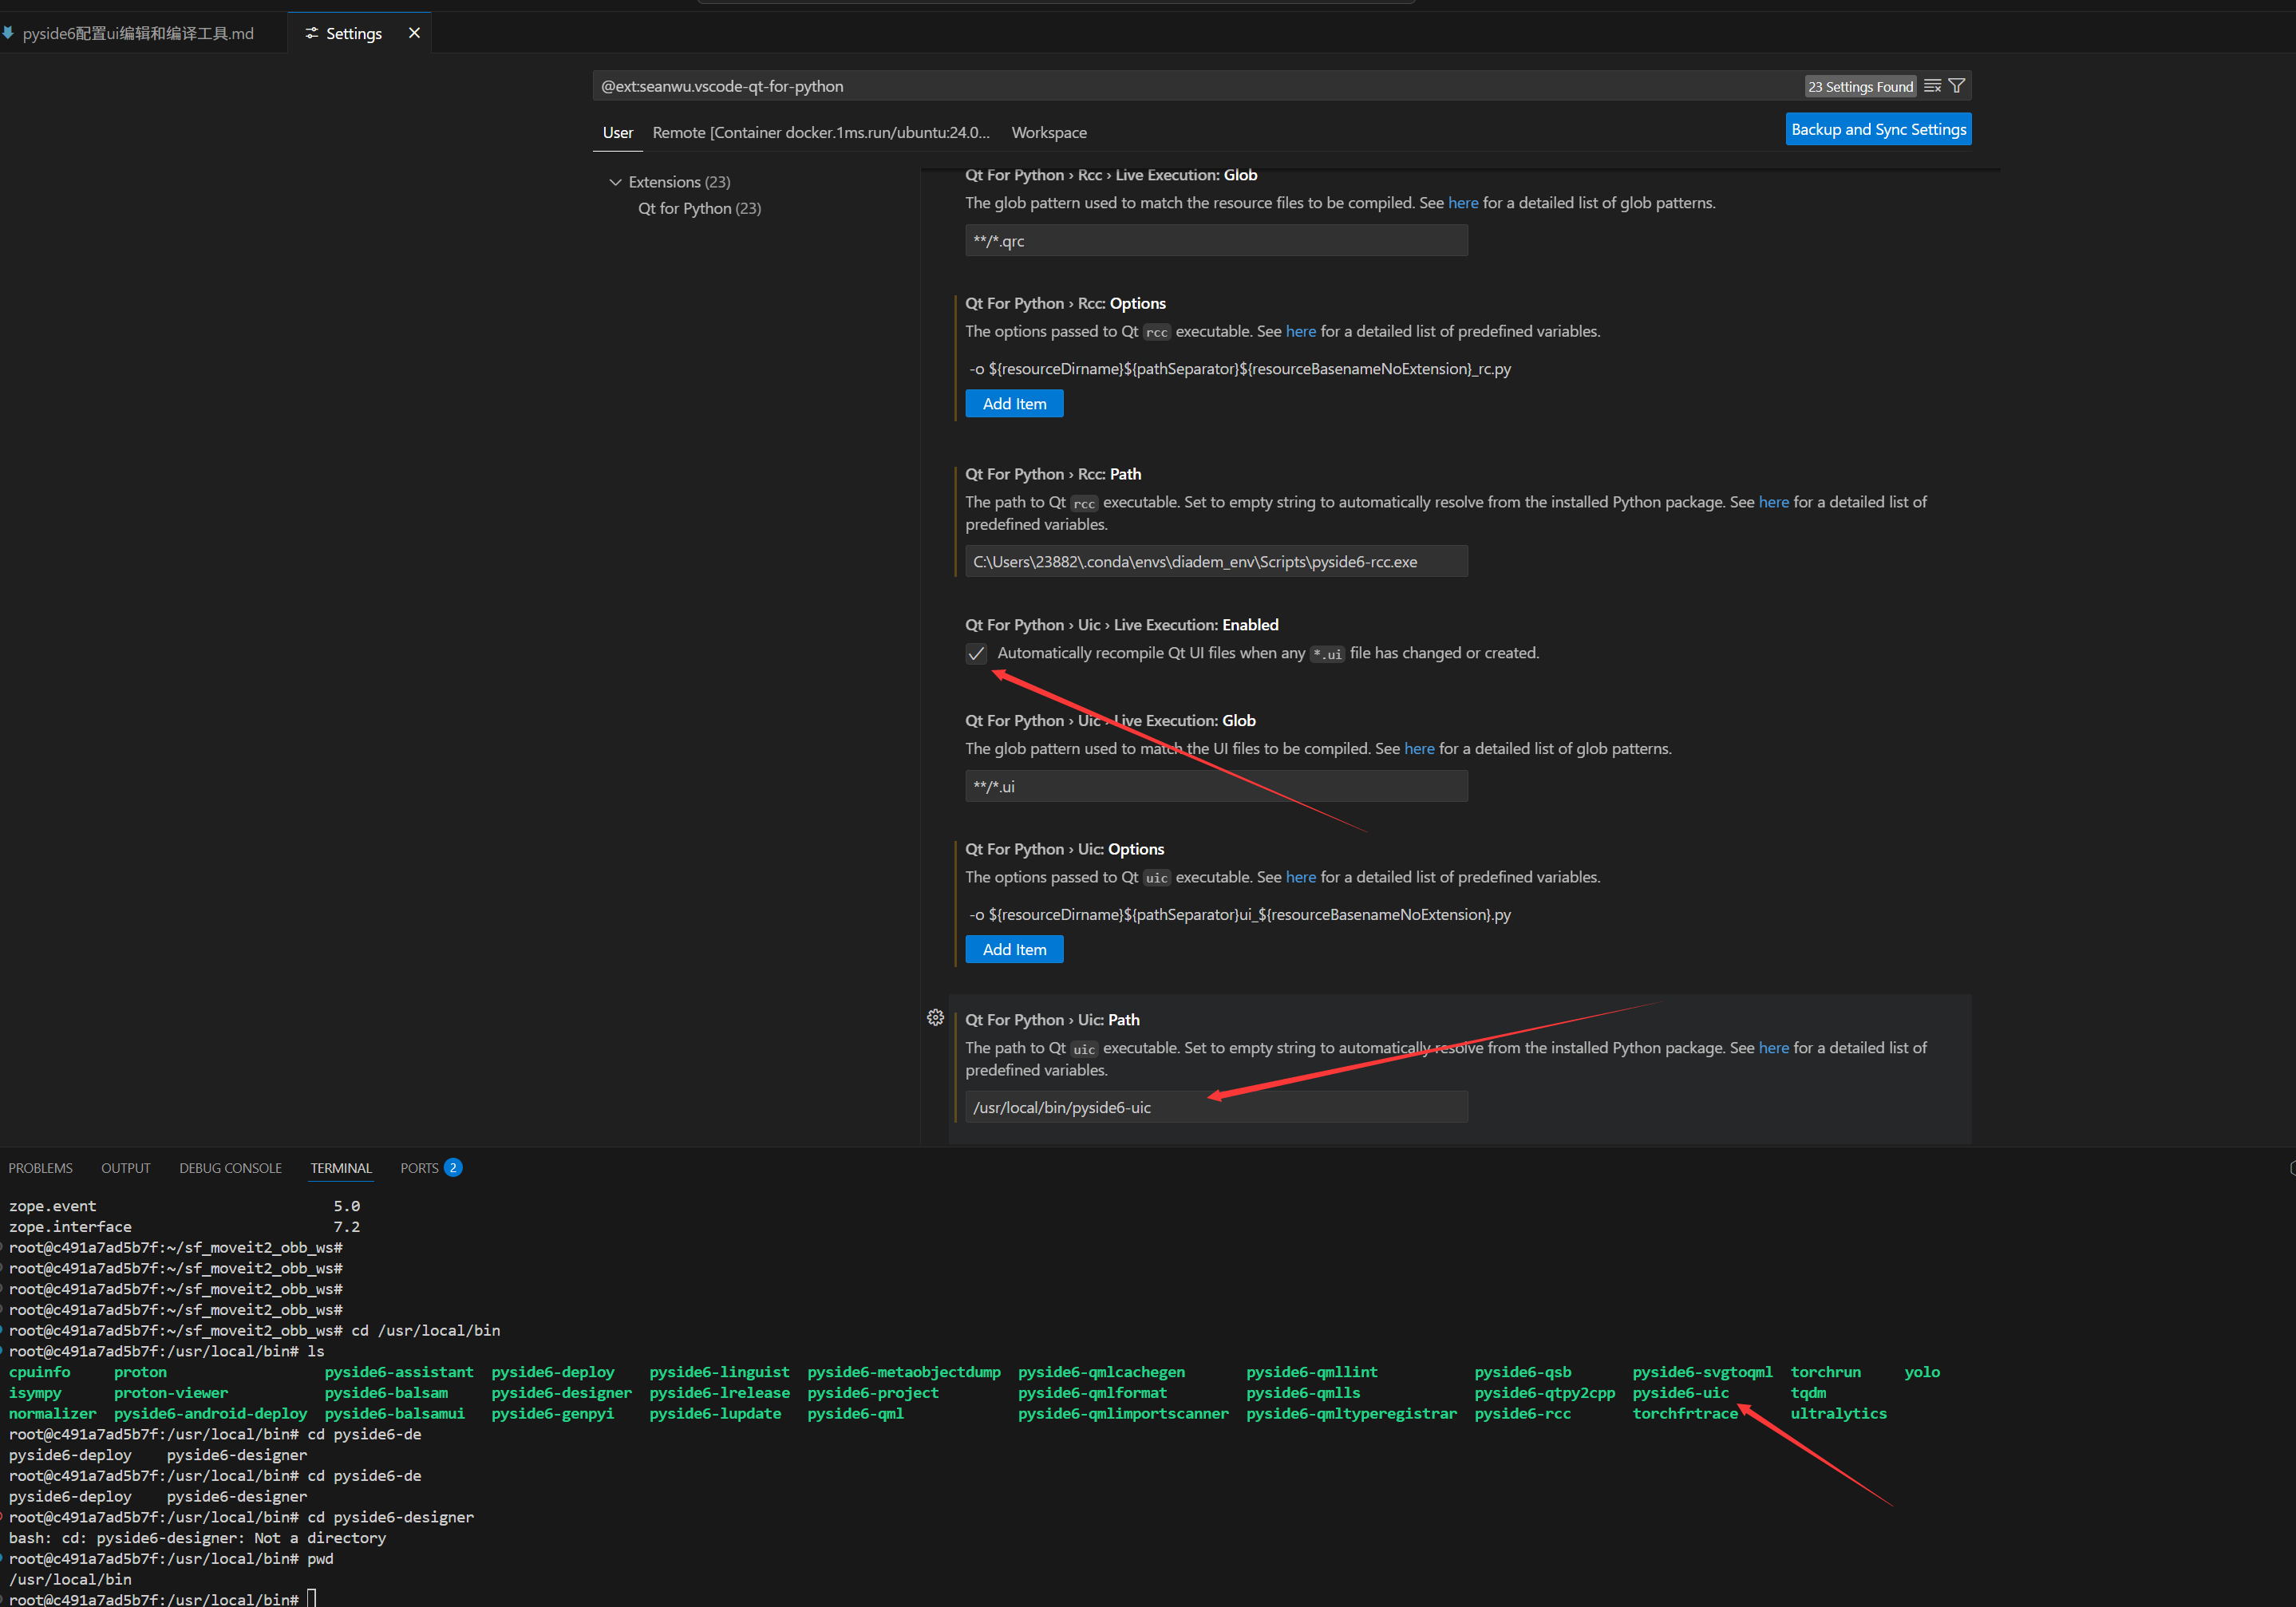 pyside6配置ui编辑和编译工具.md
Settings
@ext:seanwu.vscode-qt-for-python
23 Settings Found
User
Remote [Container docker.1ms.run/ubuntu:24.0...
Workspace
Backup and Sync Settings
Extensions (23)
Qt for Python (23)
Qt For Python › Rcc › Live Execution: Glob
The glob pattern used to match the resource files to be compiled. See here for a detailed list of glob patterns.
**/*.qrc
Qt For Python › Rcc: Options
The options passed to Qt rcc executable. See here for a detailed list of predefined variables.
-o ${resourceDirname}${pathSeparator}${resourceBasenameNoExtension}_rc.py
Add Item
Qt For Python › Rcc: Path
The path to Qt rcc executable. Set to empty string to automatically resolve from the installed Python package. See here for a detailed list of
predefined variables.
C:\Users\23882\.conda\envs\diadem_env\Scripts\pyside6-rcc.exe
Qt For Python › Uic › Live Execution: Enabled
Automatically recompile Qt UI files when any *.ui file has changed or created.
Qt For Python › Uic › Live Execution: Glob
The glob pattern used to match the UI files to be compiled. See here for a detailed list of glob patterns.
**/*.ui
Qt For Python › Uic: Options
The options passed to Qt uic executable. See here for a detailed list of predefined variables.
-o ${resourceDirname}${pathSeparator}ui_${resourceBasenameNoExtension}.py
Add Item
Qt For Python › Uic: Path
The path to Qt uic executable. Set to empty string to automatically resolve from the installed Python package. See here for a detailed list of
predefined variables.
/usr/local/bin/pyside6-uic
PROBLEMS OUTPUT DEBUG CONSOLE TERMINAL PORTS 2
zope.event 5.0
zope.interface 7.2
root@c491a7ad5b7f:~/sf_moveit2_obb_ws#
root@c491a7ad5b7f:~/sf_moveit2_obb_ws#
root@c491a7ad5b7f:~/sf_moveit2_obb_ws#
root@c491a7ad5b7f:~/sf_moveit2_obb_ws#
root@c491a7ad5b7f:~/sf_moveit2_obb_ws# cd /usr/local/bin
root@c491a7ad5b7f:/usr/local/bin# ls
cpuinfo proton pyside6-assistant pyside6-deploy pyside6-linguist pyside6-metaobjectdump pyside6-qmlcachegen pyside6-qmllint pyside6-qsb pyside6-svgtoqml torchrun yolo
isympy proton-viewer pyside6-balsam pyside6-designer pyside6-lrelease pyside6-project pyside6-qmlformat pyside6-qmlls pyside6-qtpy2cpp pyside6-uic tqdm
normalizer pyside6-android-deploy pyside6-balsamui pyside6-genpyi pyside6-lupdate pyside6-qml pyside6-qmlimportscanner pyside6-qmltyperegistrar pyside6-rcc torchfrtrace ultralytics
root@c491a7ad5b7f:/usr/local/bin# cd pyside6-de
pyside6-deploy pyside6-designer
root@c491a7ad5b7f:/usr/local/bin# cd pyside6-de
pyside6-deploy pyside6-designer
root@c491a7ad5b7f:/usr/local/bin# cd pyside6-designer
bash: cd: pyside6-designer: Not a directory
root@c491a7ad5b7f:/usr/local/bin# pwd
/usr/local/bin
root@c491a7ad5b7f:/usr/local/bin#